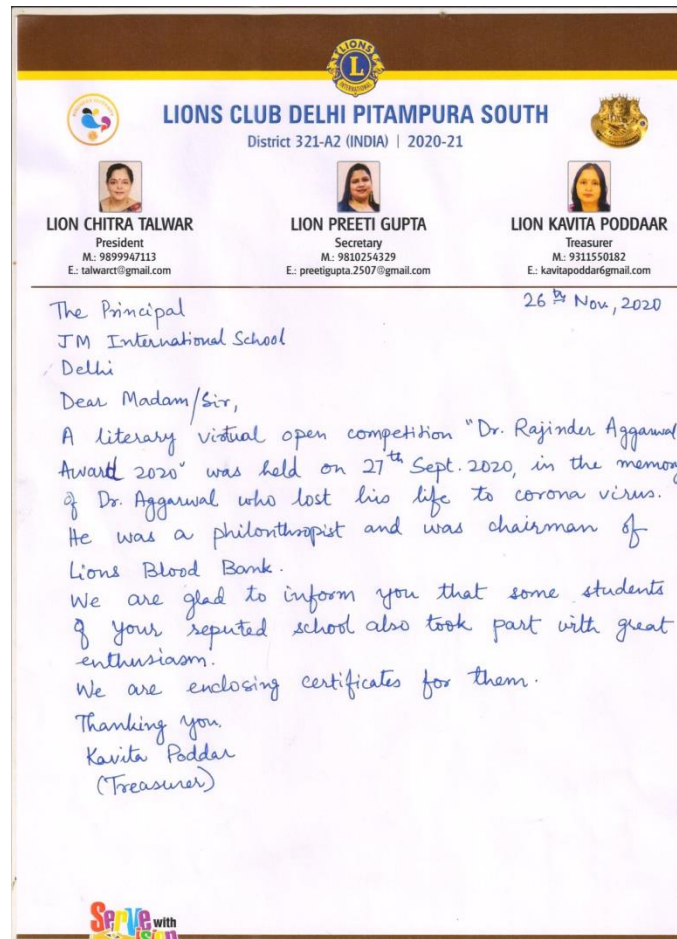 LIONS
L
INTERNATIONAL
LIONS CLUB DELHI PITAMPURA SOUTH
District 321-A2 (INDIA) | 2020-21
LION CHITRA TALWAR
President
M.: 9899947113
E.: talwarct@gmail.com
LION PREETI GUPTA
Secretary
M.: 9810254329
E.: preetigupta.2507@gmail.com
LION KAVITA PODDAAR
Treasurer
M.: 9311550182
E.: kavitapoddar6gmail.com
26th Nov, 2020
The Principal
JM International School
Delhi
Dear Madam/Sir,
A literary virtual open competition "Dr. Rajinder Aggarwal
Award 2020" was held on 27th Sept. 2020, in the memory
of Dr. Aggarwal who lost his life to corona virus.
He was a philonthropist and was chairman of
Lions Blood Bank.
We are glad to inform you that some students
of your reputed school also took part with great
enthusiasm.
We are enclosing certificates for them.
Thanking you.
Kavita Poddar
(Treasurer)
Serve with